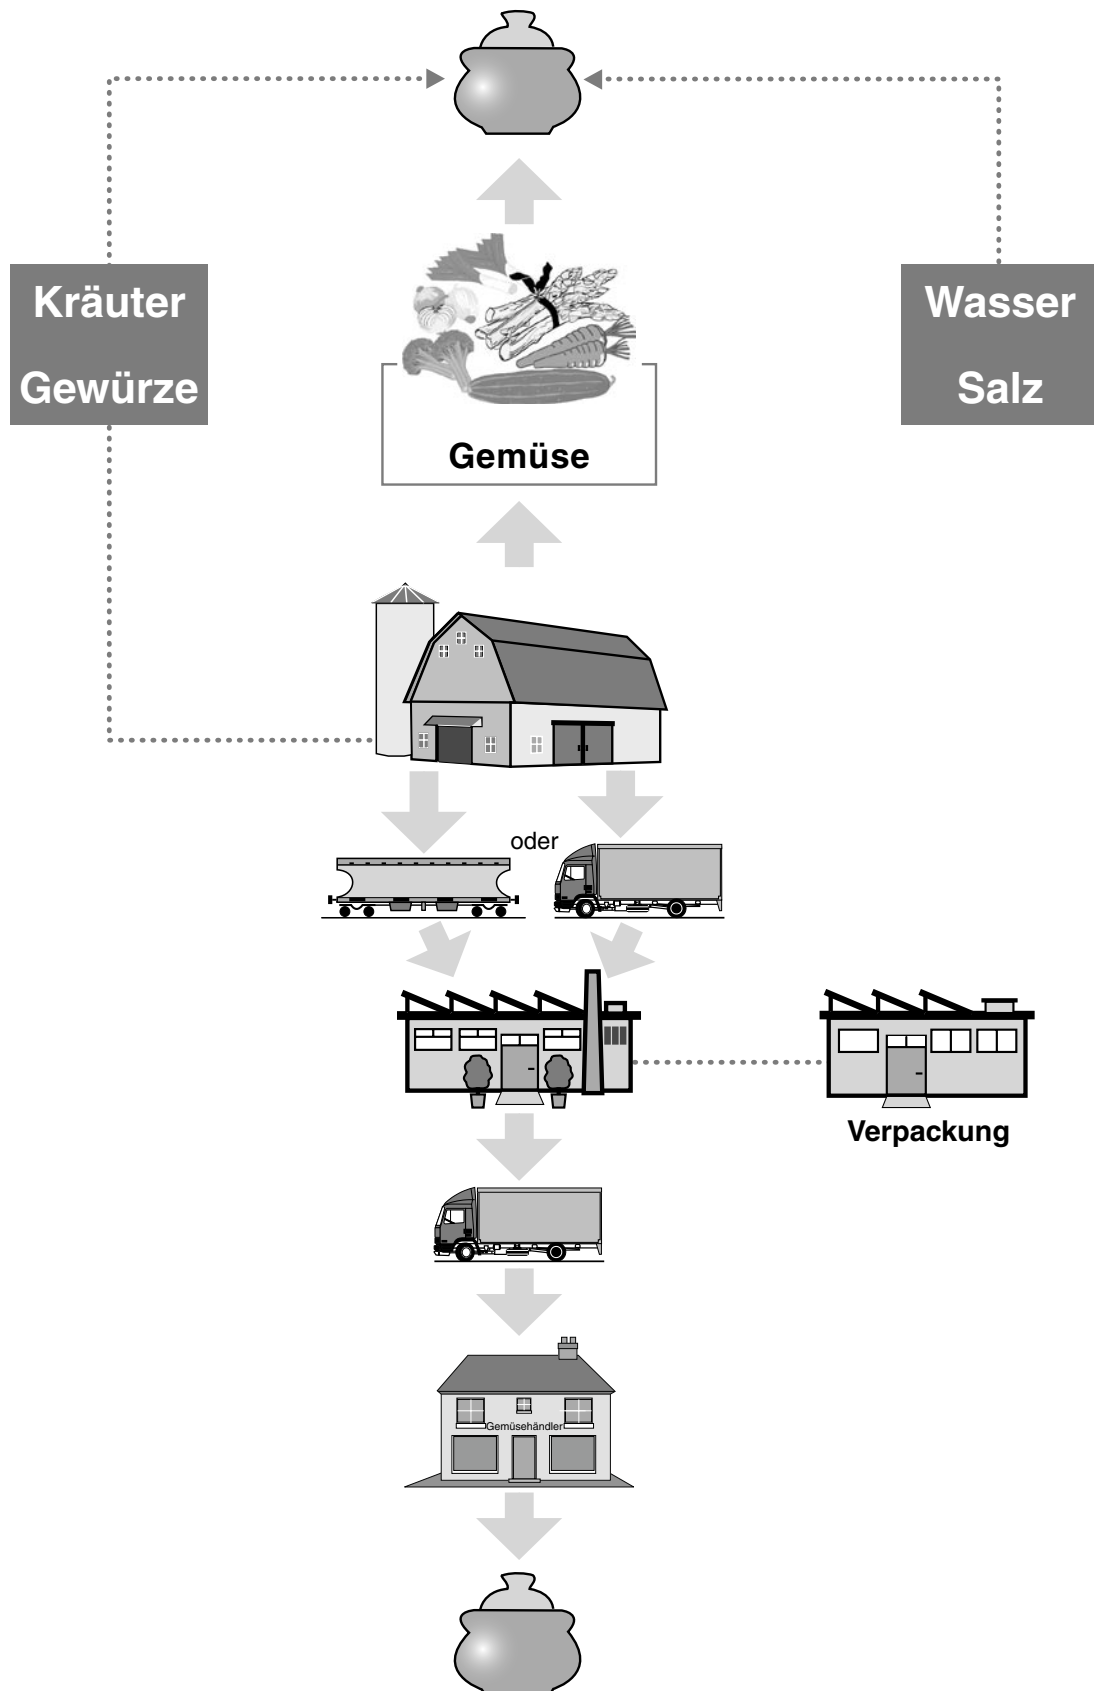 Kräuter
Gewürze
Wasser
Salz
Gemüse
oder
Verpackung
Gemüsehändler